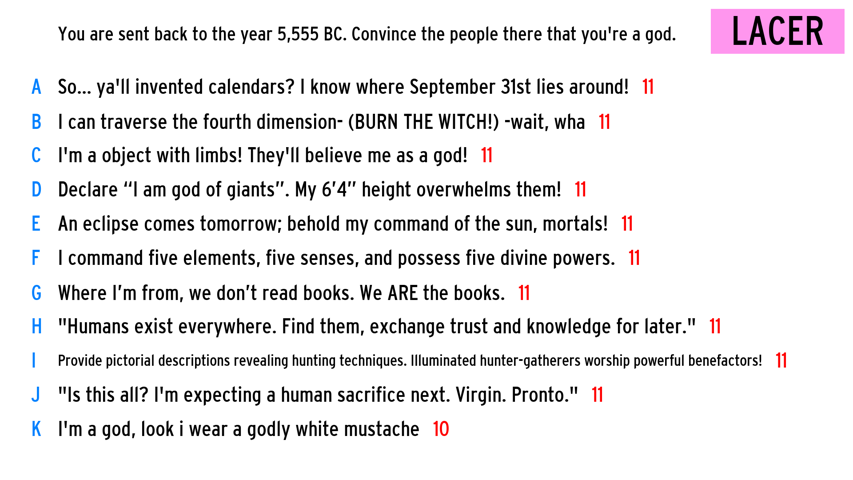 You are sent back to the year 5,555 BC. Convince the people there that you're a god.
LACER
A So... ya'll invented calendars? I know where September 31st lies around! 11
B I can traverse the fourth dimension- (BURN THE WITCH!) -wait, wha 11
C I'm a object with limbs! They'll believe me as a god! 11
D Declare “I am god of giants”. My 6’4” height overwhelms them! 11
E An eclipse comes tomorrow; behold my command of the sun, mortals! 11
F I command five elements, five senses, and possess five divine powers. 11
G Where I’m from, we don’t read books. We ARE the books. 11
H "Humans exist everywhere. Find them, exchange trust and knowledge for later." 11
I Provide pictorial descriptions revealing hunting techniques. Illuminated hunter-gatherers worship powerful benefactors! 11
J "Is this all? I'm expecting a human sacrifice next. Virgin. Pronto." 11
K I'm a god, look i wear a godly white mustache 10